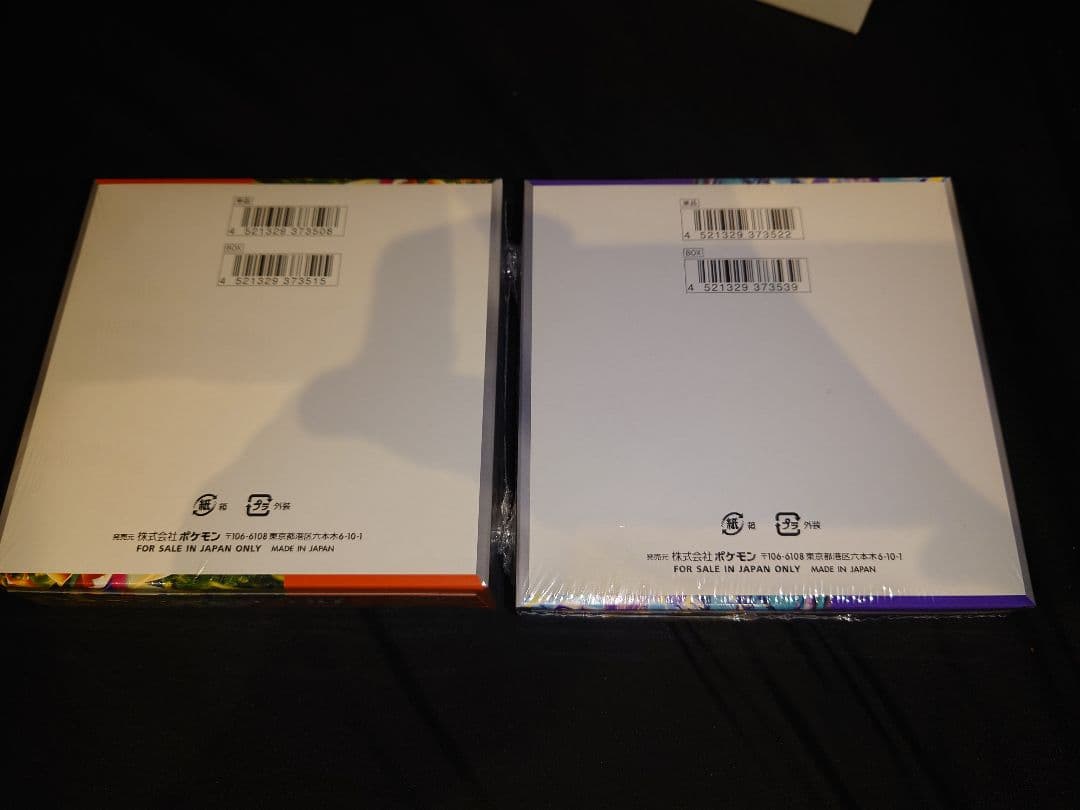 単品
4 521329 373508
BOX
4 521329 373515
紙 箱 プラ 外装
発売元 株式会社ポケモン 〒106-6108 東京都港区六本木6-10-1
FOR SALE IN JAPAN ONLY MADE IN JAPAN
単品
4 521329 373522
BOX
4 521329 373539
紙 箱 プラ 外装
発売元 株式会社ポケモン 〒106-6108 東京都港区六本木6-10-1
FOR SALE IN JAPAN ONLY MADE IN JAPAN